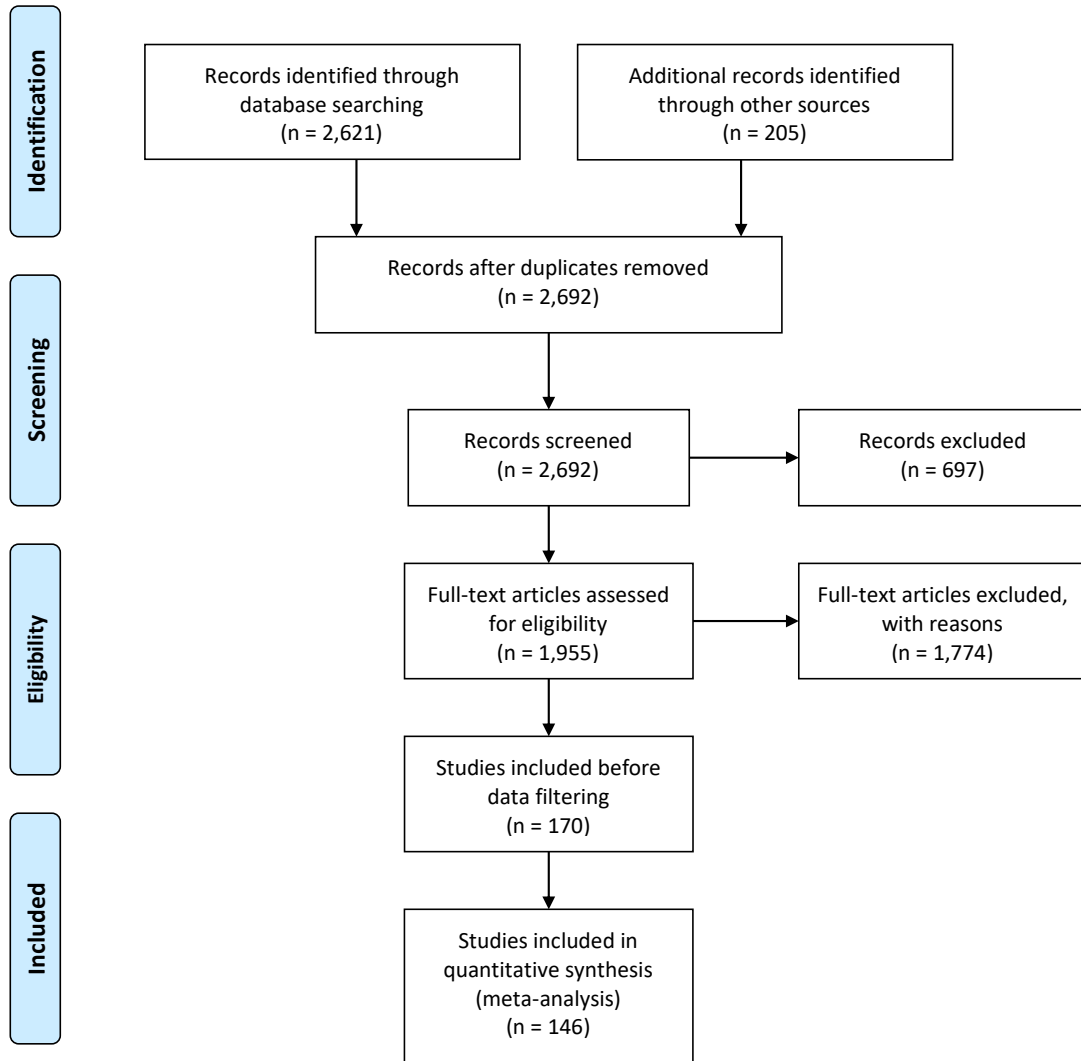 Identification
Records identified through
database searching
(n = 2,621)
Additional records identified
through other sources
(n = 205)
Records after duplicates removed
(n = 2,692)
Screening
Records screened
(n = 2,692)
Records excluded
(n = 697)
Eligibility
Full-text articles assessed
for eligibility
(n = 1,955)
Full-text articles excluded,
with reasons
(n = 1,774)
Studies included before
data filtering
(n = 170)
Included
Studies included in
quantitative synthesis
(meta-analysis)
(n = 146)